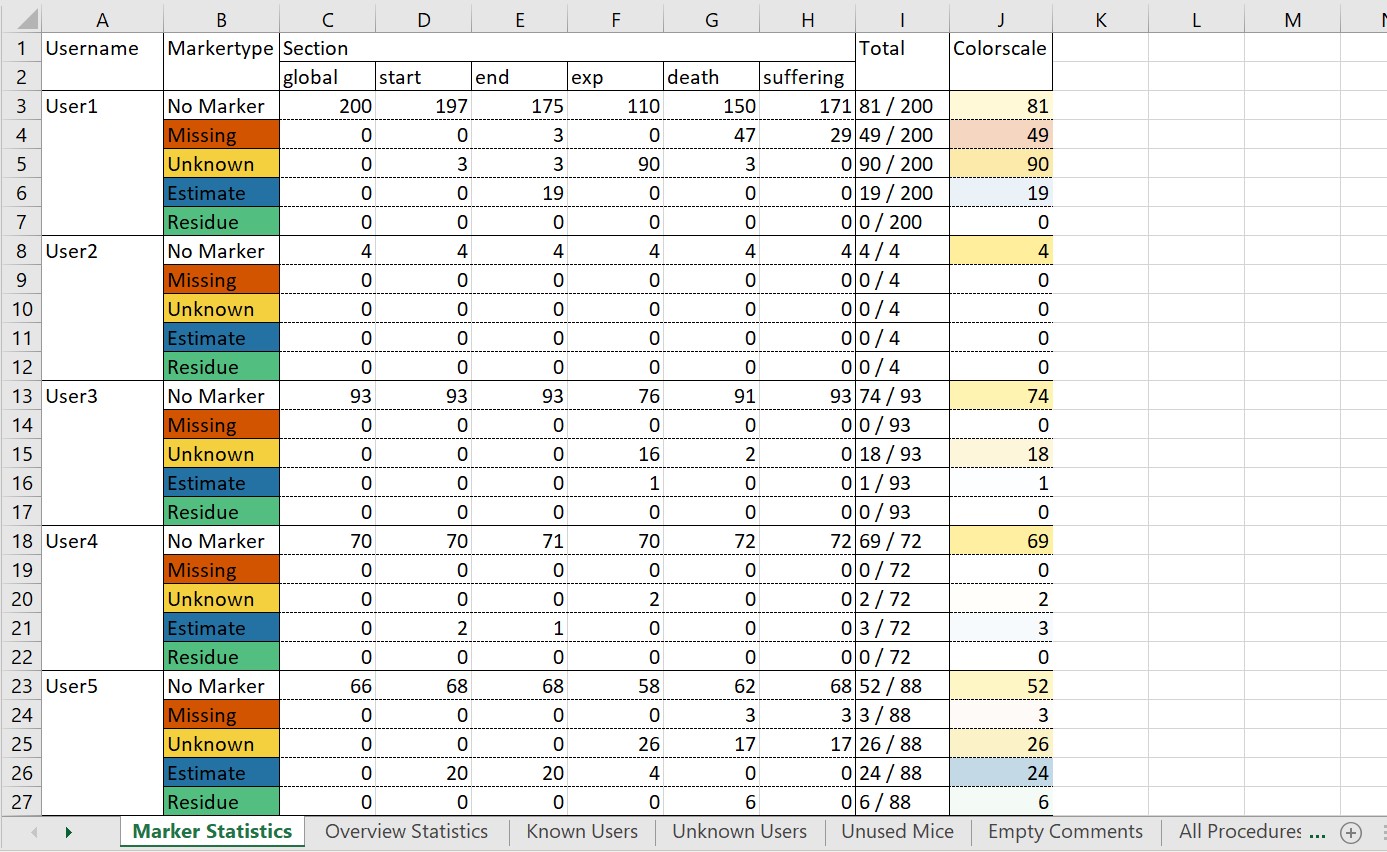 A B C D E F G H I J K L M N
1 Username Markertype Section Total Colorscale
2 global start end exp death suffering
3 User1 No Marker 200 197 175 110 150 171 81 / 200 81
4 Missing 0 0 3 0 47 29 49 / 200 49
5 Unknown 0 3 3 90 3 0 90 / 200 90
6 Estimate 0 0 19 0 0 0 19 / 200 19
7 Residue 0 0 0 0 0 0 0 / 200 0
8 User2 No Marker 4 4 4 4 4 4 4 / 4 4
9 Missing 0 0 0 0 0 0 0 / 4 0
10 Unknown 0 0 0 0 0 0 0 / 4 0
11 Estimate 0 0 0 0 0 0 0 / 4 0
12 Residue 0 0 0 0 0 0 0 / 4 0
13 User3 No Marker 93 93 93 76 91 93 74 / 93 74
14 Missing 0 0 0 0 0 0 0 / 93 0
15 Unknown 0 0 0 16 2 0 18 / 93 18
16 Estimate 0 0 0 1 0 0 1 / 93 1
17 Residue 0 0 0 0 0 0 0 / 93 0
18 User4 No Marker 70 70 71 70 72 72 69 / 72 69
19 Missing 0 0 0 0 0 0 0 / 72 0
20 Unknown 0 0 0 2 0 0 2 / 72 2
21 Estimate 0 2 1 0 0 0 3 / 72 3
22 Residue 0 0 0 0 0 0 0 / 72 0
23 User5 No Marker 66 68 68 58 62 68 52 / 88 52
24 Missing 0 0 0 0 3 3 3 / 88 3
25 Unknown 0 0 0 26 17 17 26 / 88 26
26 Estimate 0 20 20 4 0 0 24 / 88 24
27 Residue 0 0 0 0 6 0 6 / 88 6
Marker Statistics Overview Statistics Known Users Unknown Users Unused Mice Empty Comments All Procedures ...